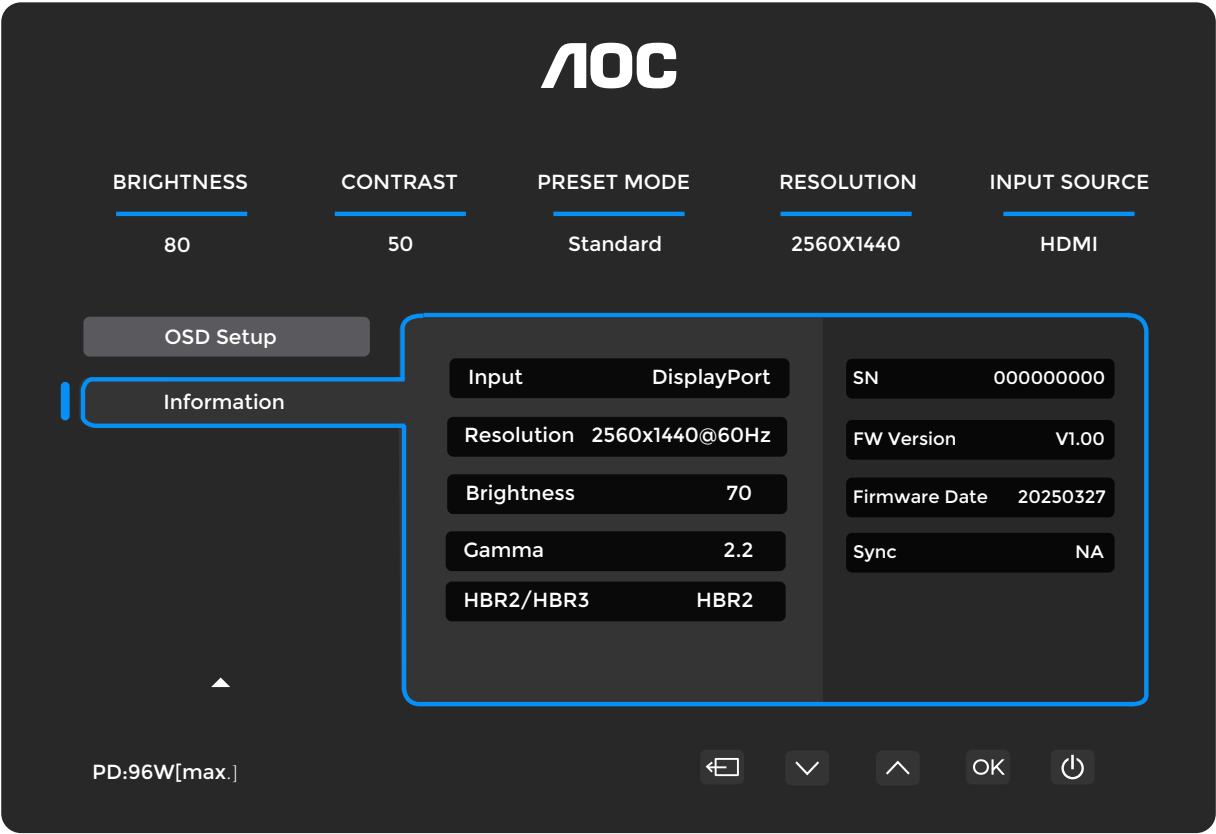 AOC
BRIGHTNESS CONTRAST PRESET MODE RESOLUTION INPUT SOURCE
80 50 Standard 2560X1440 HDMI
OSD Setup
Information
Input DisplayPort
Resolution 2560x1440@60Hz
Brightness 70
Gamma 2.2
HBR2/HBR3 HBR2
SN 000000000
FW Version V1.00
Firmware Date 20250327
Sync NA
PD:96W[max.]
OK